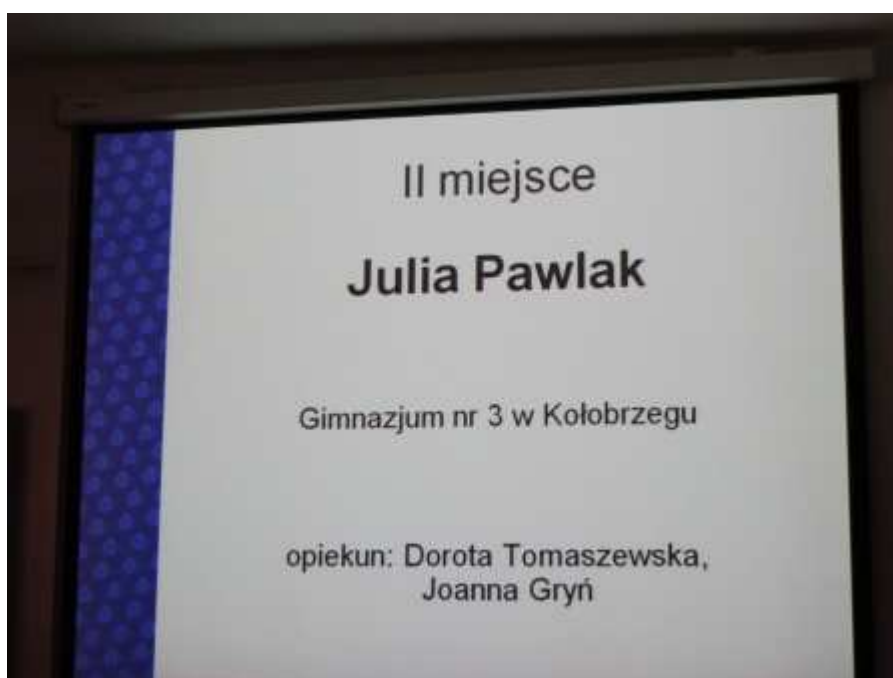 II miejsce
Julia Pawlak
Gimnazjum nr 3 w Kołobrzegu
opiekun: Dorota Tomaszewska,
Joanna Gryń